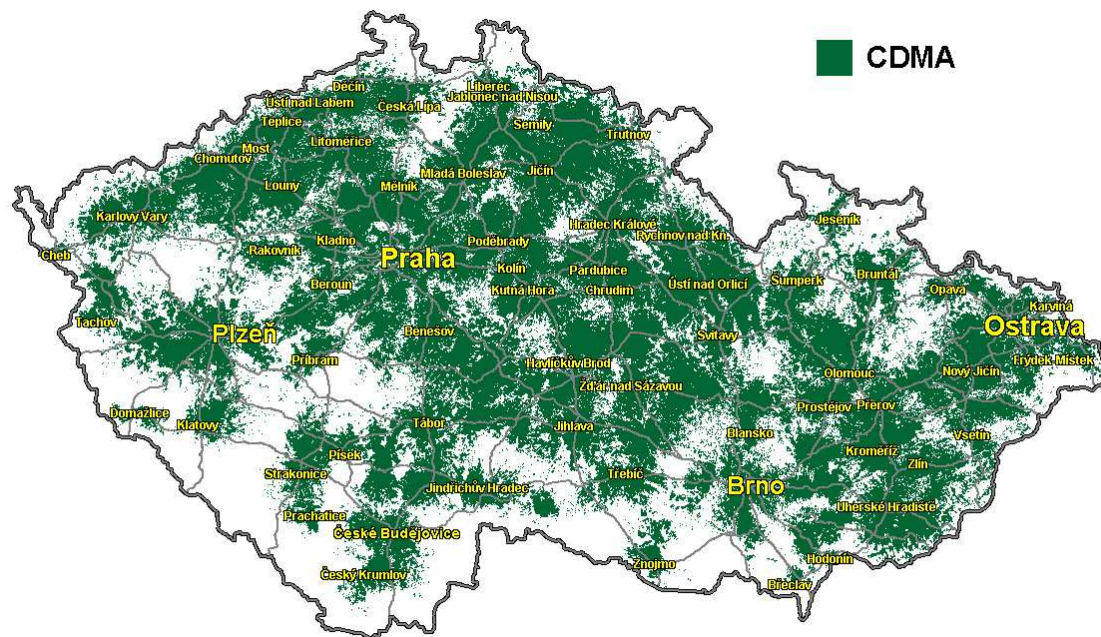 CDMA
Děčín
Liberec
Ústí nad Labem
Jablonec nad Nisou
Česká Lípa
Teplice
Semily
Trutnov
Litoměřice
Most
Chomutov
Mladá Boleslav
Jičín
Louny
Mělník
Karlovy Vary
Jeseník
Hradec Králové
Rychnov nad Kn.
Kladno
Poděbrady
Rakovník
Cheb
Praha
Kolín
Pardubice
Šumperk
Bruntál
Beroun
Kutná Hora
Chrudim
Ústí nad Orlicí
Opava
Karviná
Tachov
Plzeň
Benešov
Svitavy
Ostrava
Příbram
Havlíčkův Brod
Frýdek-Místek
Olomouc
Nový Jičín
Žďár nad Sázavou
Domažlice
Prostějov
Přerov
Klatovy
Tábor
Jihlava
Blansko
Vsetín
Písek
Kroměříž
Zlín
Strakonice
Třebíč
Jindřichův Hradec
Brno
Uherské Hradiště
Prachatice
České Budějovice
Hodonín
Znojmo
Český Krumlov
Břeclav